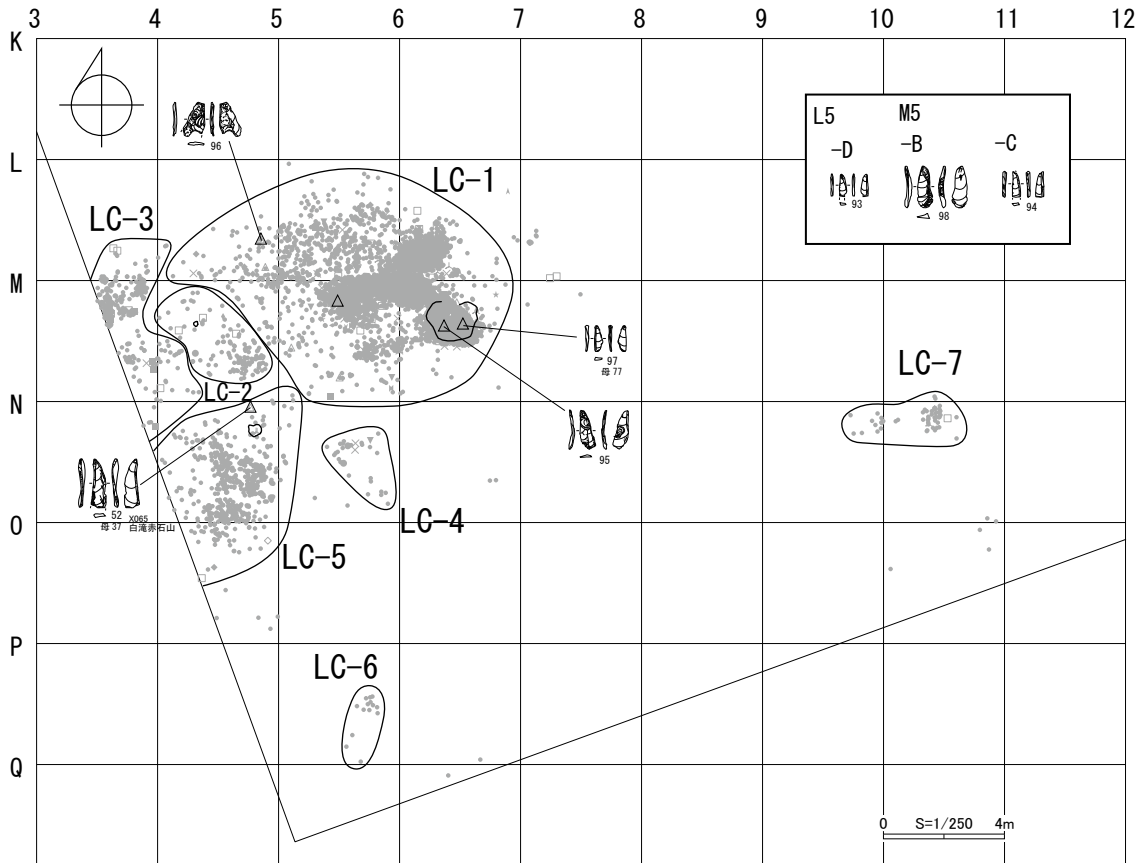 3 4 5 6 7 8 9 10 11 12
K
L5 M5
-D -B -C
96
L
LC-1
93 98 94
LC-3
M
97
母 77
LC-7
LC-2
N
95
52
X065
母 37 白滝赤石山
LC-4
O
LC-5
P
LC-6
Q
0 S=1/250 4m